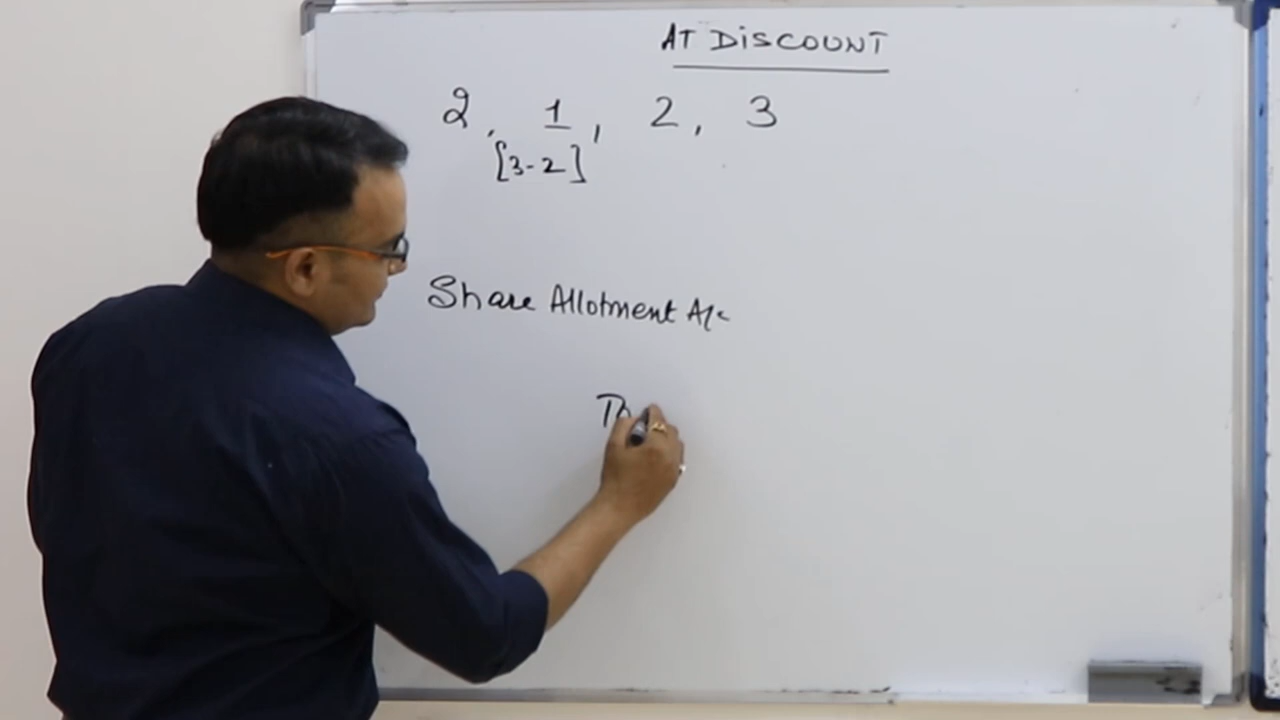 AT DISCOUNT
2, 1, 2, 3
[3-2]
Share Allotment A/c